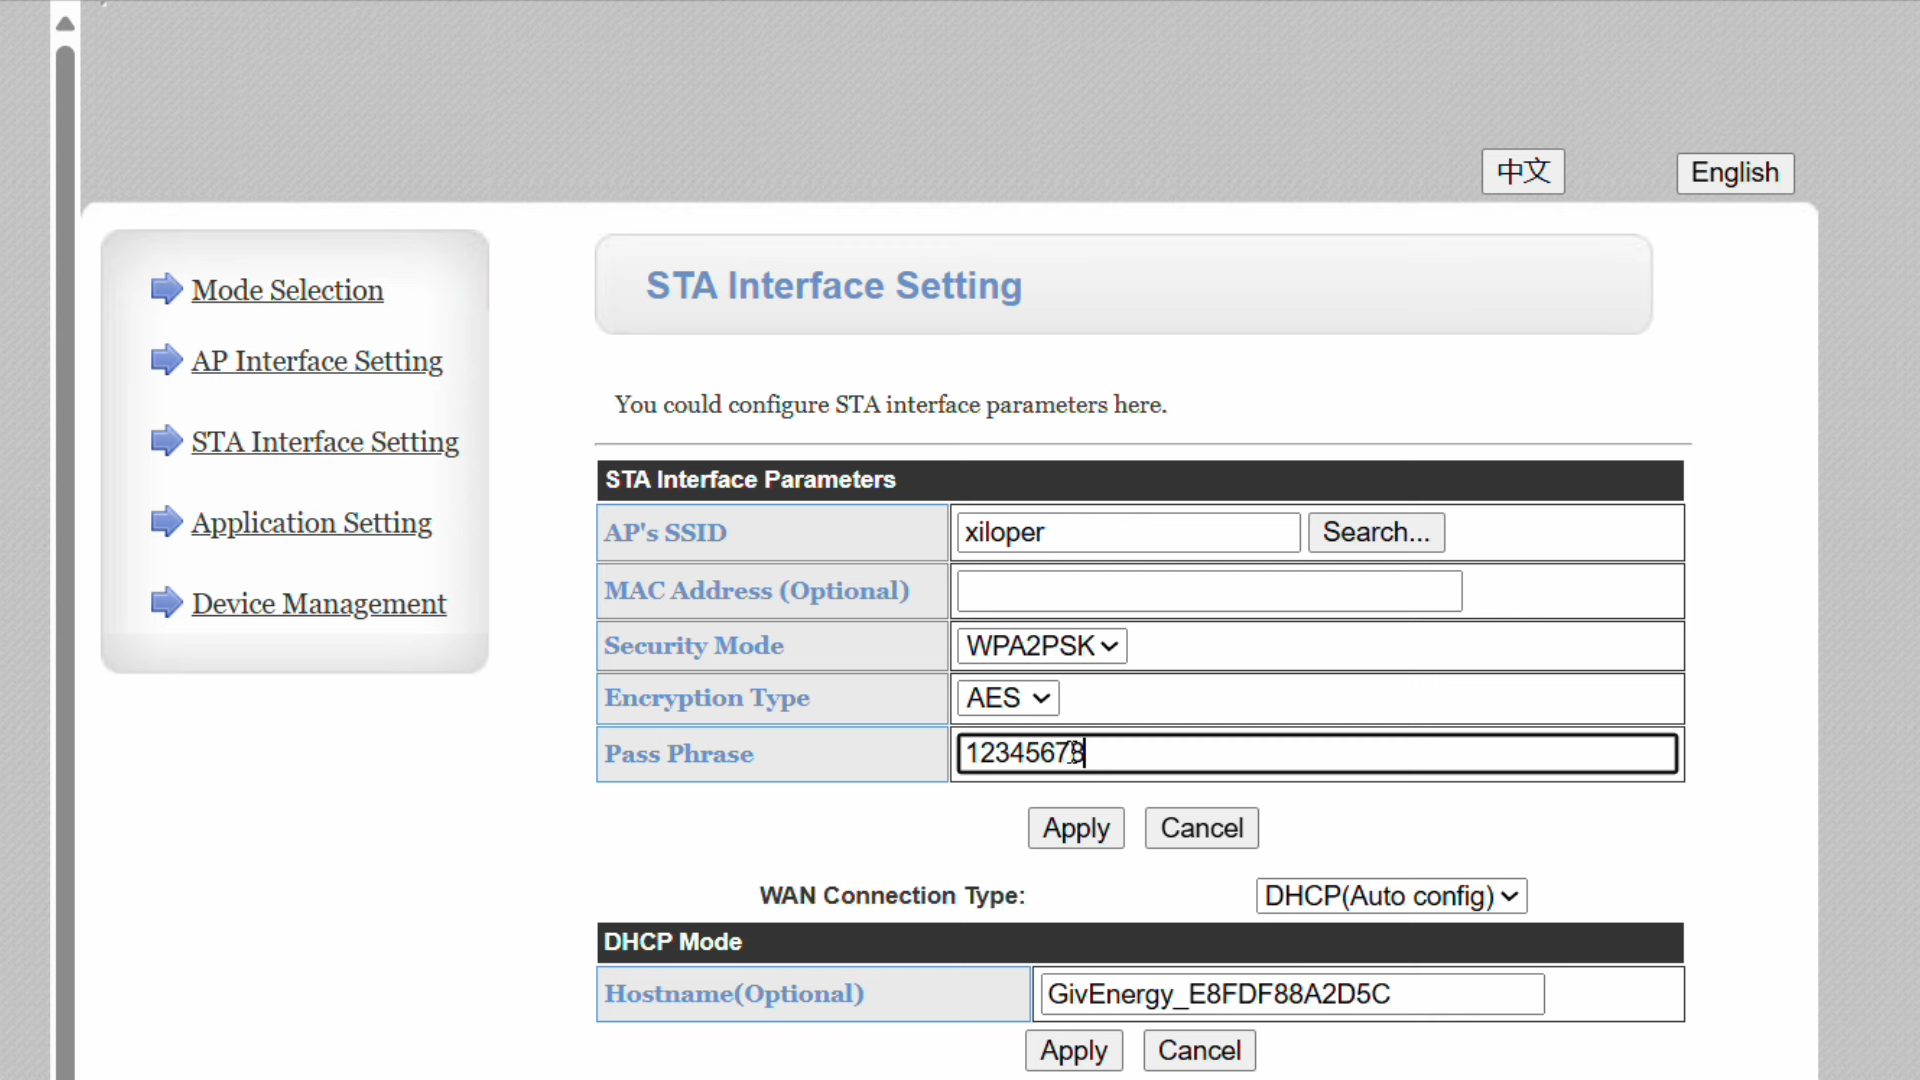 中文 English
Mode Selection
AP Interface Setting
STA Interface Setting
Application Setting
Device Management
STA Interface Setting
You could configure STA interface parameters here.
STA Interface Parameters
AP's SSID xiloper Search...
MAC Address (Optional)
Security Mode WPA2PSK
Encryption Type AES
Pass Phrase 12345678
Apply Cancel
WAN Connection Type: DHCP(Auto config)
DHCP Mode
Hostname(Optional) GivEnergy_E8FDF88A2D5C
Apply Cancel